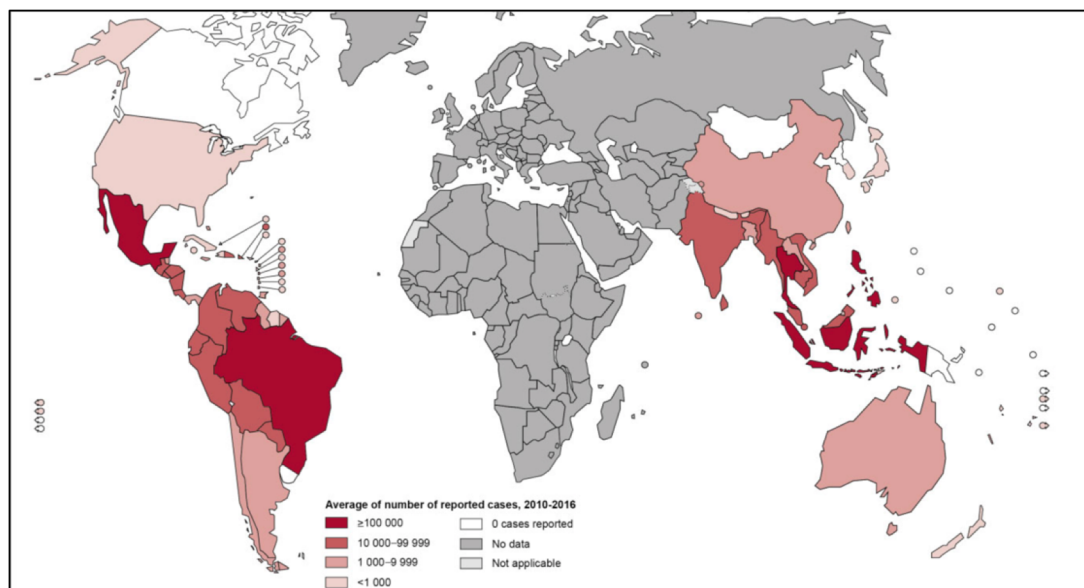 Average of number of reported cases, 2010-2016
≥100 000
10 000–99 999
1 000–9 999
<1 000
0 cases reported
No data
Not applicable